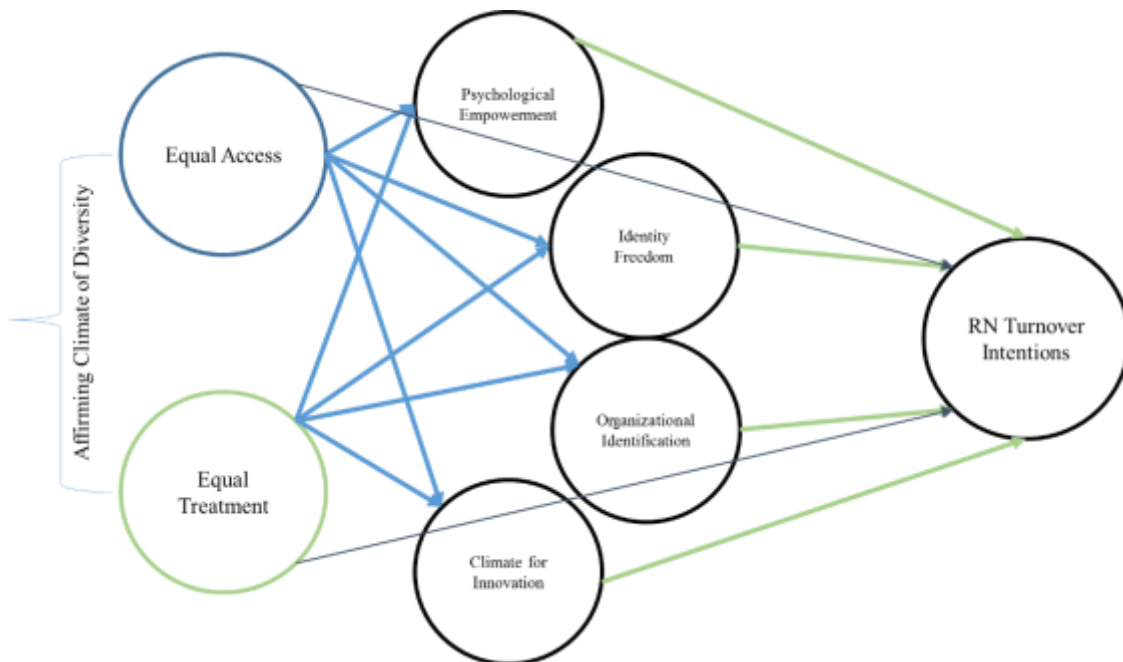 Affirming Climate of Diversity
Equal Access
Equal
Treatment
Psychological
Empowerment
Identity
Freedom
Organizational
Identification
Climate for
Innovation
RN Turnover
Intentions